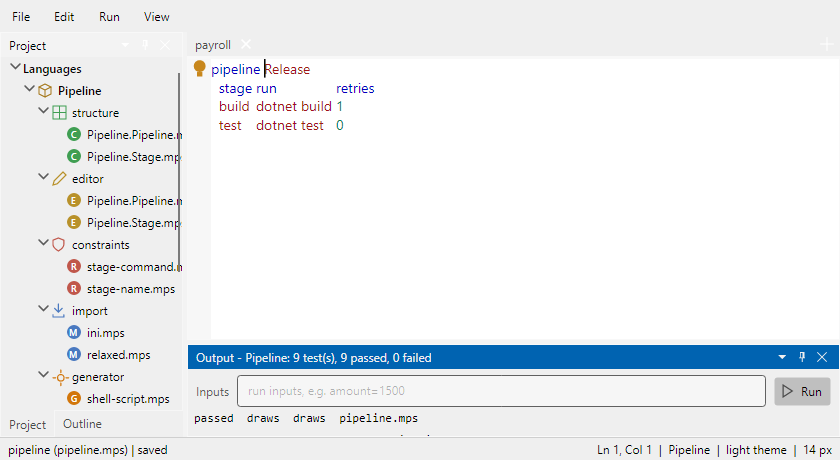 File Edit Run View
Project
payroll
Languages
Pipeline
structure
Pipeline.Pipeline.m
Pipeline.Stage.mp
editor
Pipeline.Pipeline.m
Pipeline.Stage.mp
constraints
stage-command.m
stage-name.mps
import
ini.mps
relaxed.mps
generator
shell-script.mps
Project Outline
pipeline Release
stage run retries
build dotnet build 1
test dotnet test 0
Output - Pipeline: 9 test(s), 9 passed, 0 failed
Inputs run inputs, e.g. amount=1500 Run
passed draws draws pipeline.mps
pipeline (pipeline.mps) | saved
Ln 1, Col 1 | Pipeline | light theme | 14 px